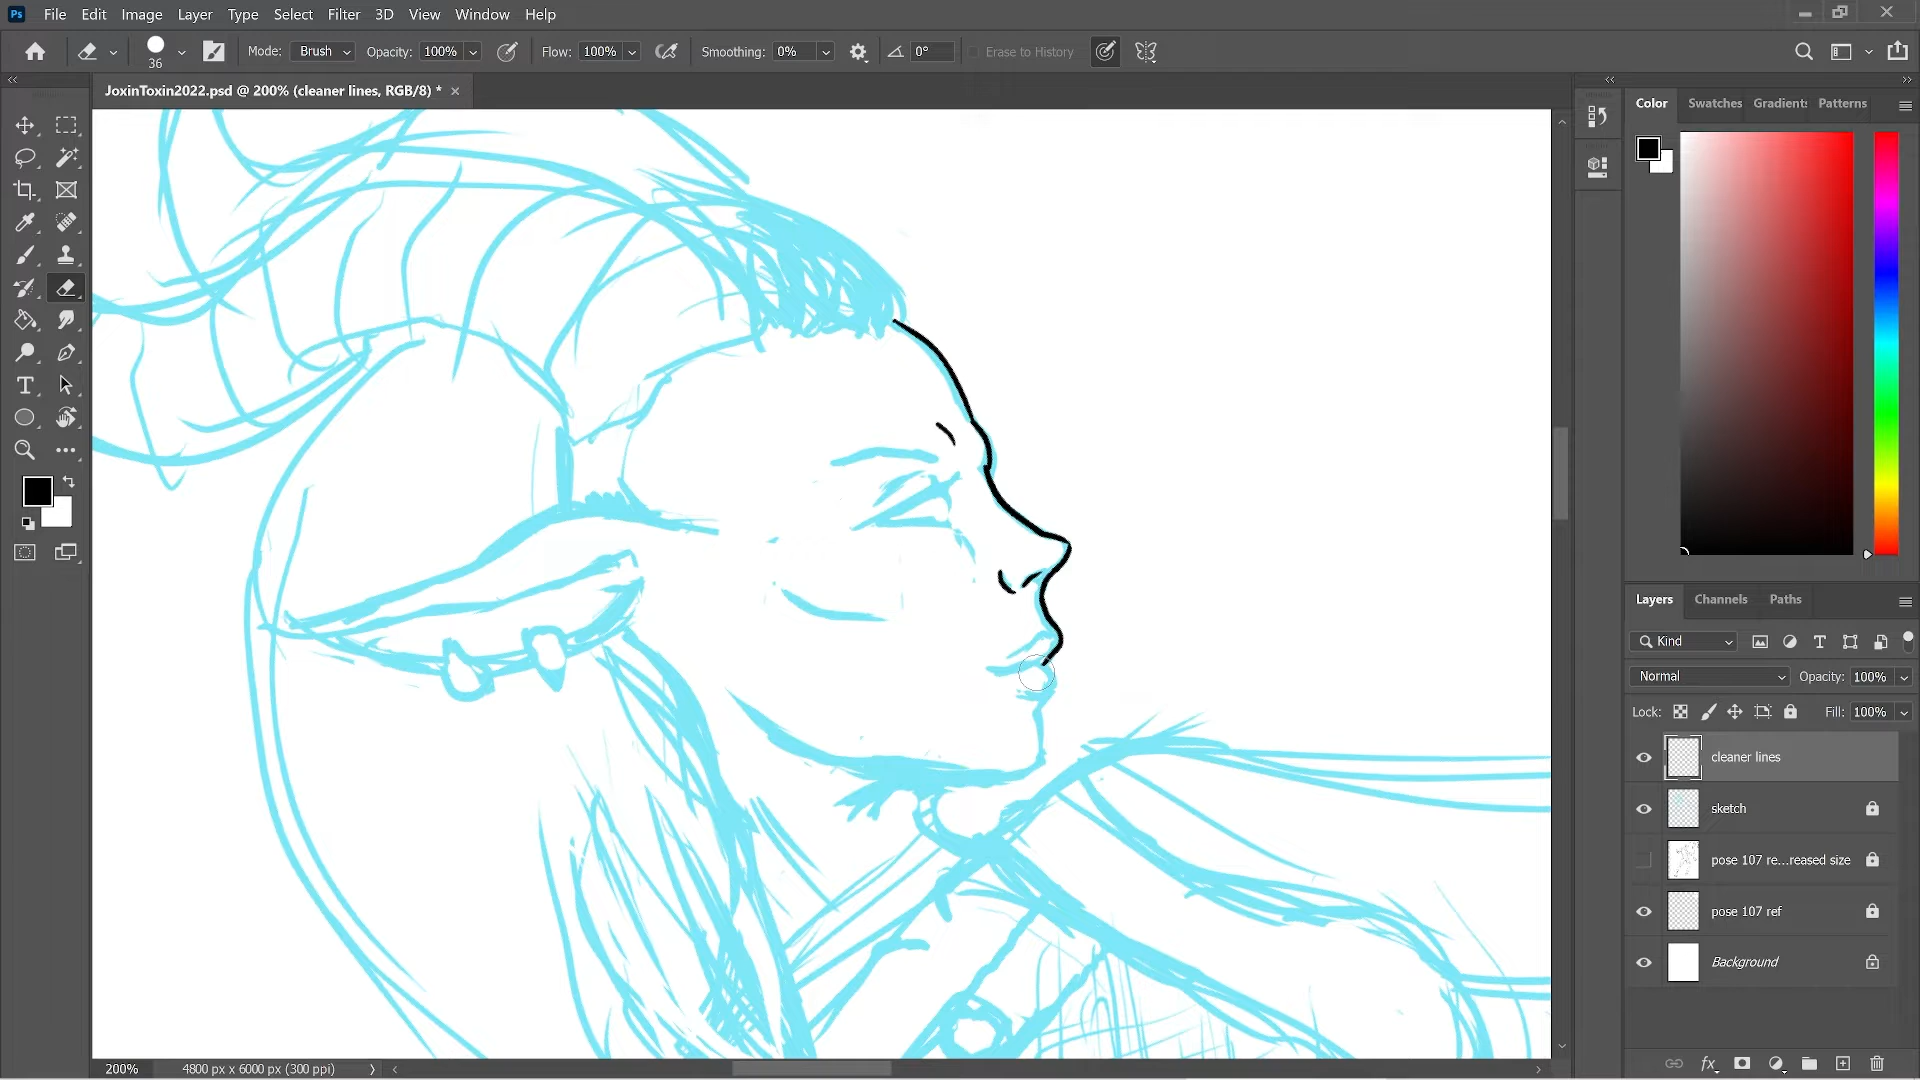 Ps File Edit Image Layer Type Select Filter 3D View Window Help
36 Mode: Brush Opacity: 100% Flow: 100% Smoothing: 0% 0° Erase to History
JoxinToxin2022.psd @ 200% (cleaner lines, RGB/8) *
Color Swatches Gradient: Patterns
Layers Channels Paths
Kind
Normal Opacity: 100%
Lock: Fill: 100%
cleaner lines
sketch
pose 107 re...reased size
pose 107 ref
Background
200% 4800 px x 6000 px (300 ppi)